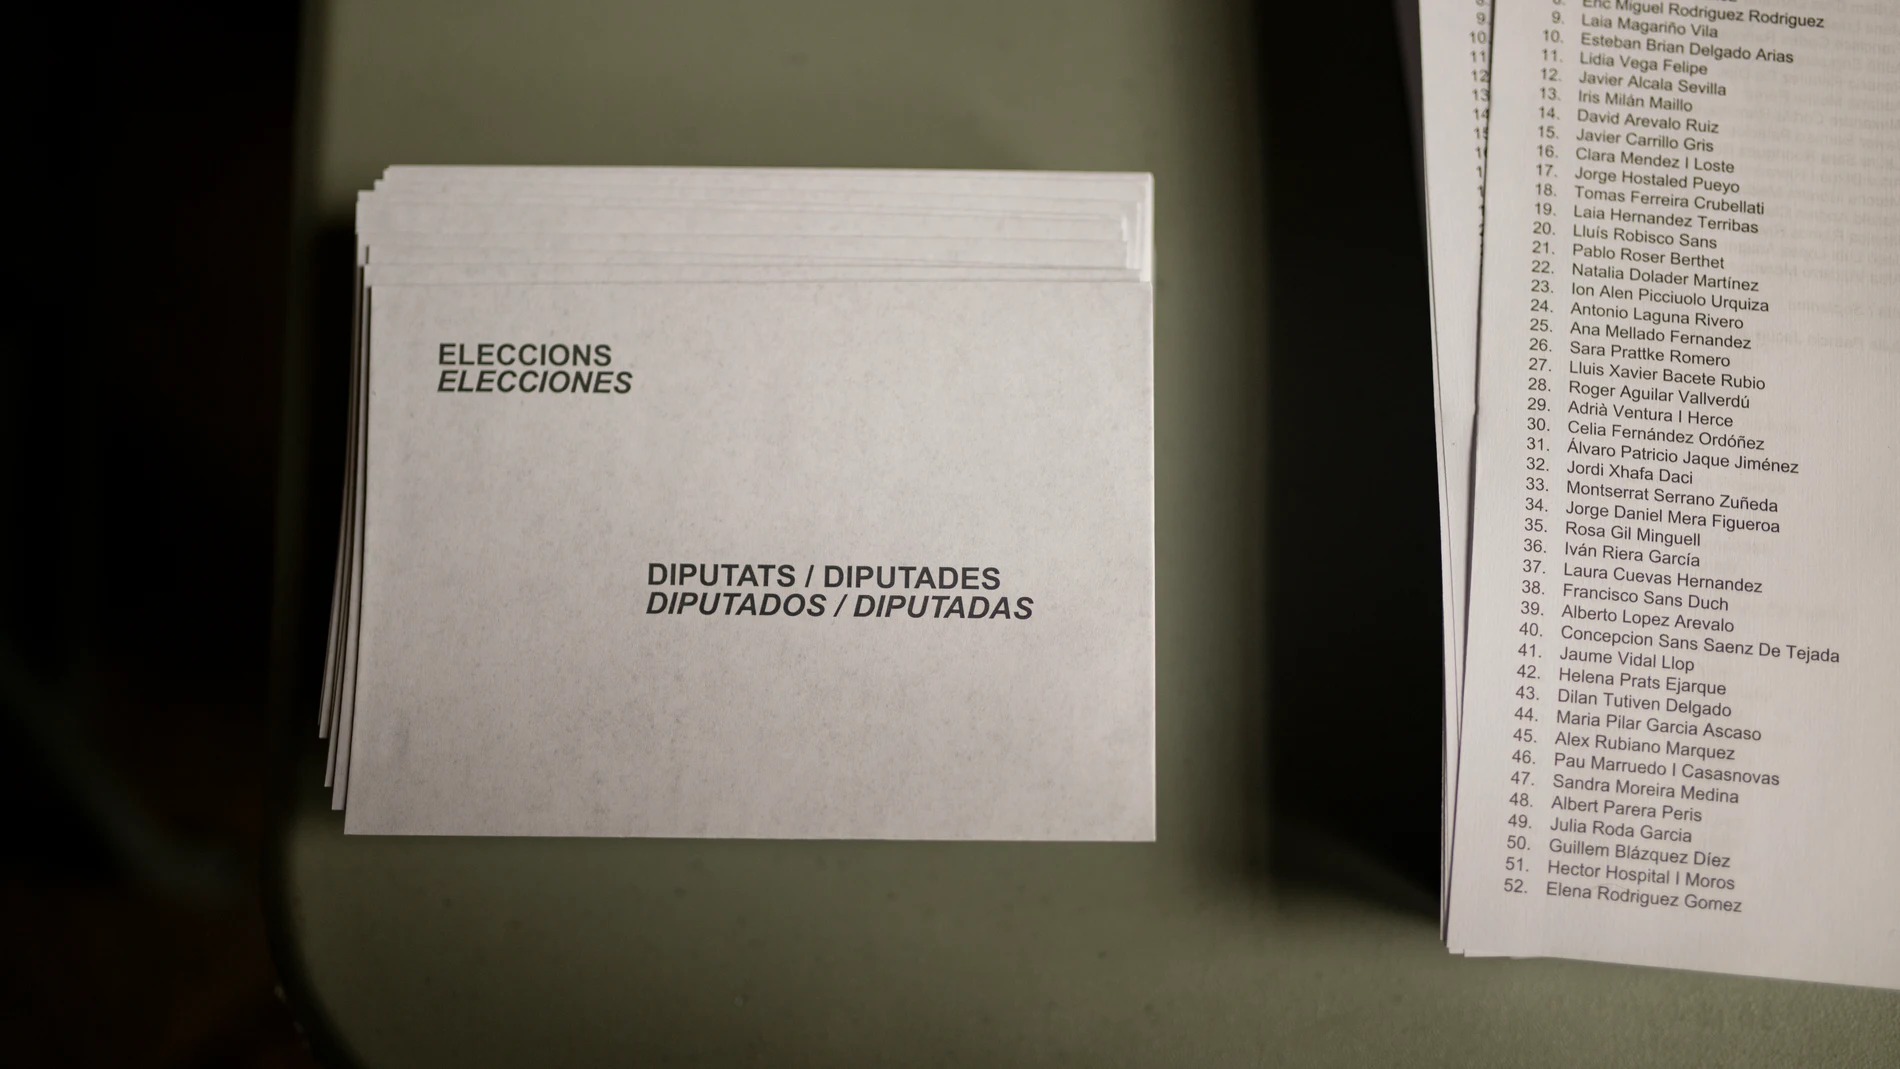 ELECCIONS
ELECCIONES
DIPUTATS / DIPUTADES
DIPUTADOS / DIPUTADAS
8. Eric Miguel Rodriguez Rodriguez
9. Laia Magariño Vila
10. Esteban Brian Delgado Arias
11. Lidia Vega Felipe
12. Javier Alcala Sevilla
13. Iris Milán Maillo
14. David Arevalo Ruiz
15. Javier Carrillo Gris
16. Clara Mendez I Loste
17. Jorge Hostaled Pueyo
18. Tomas Ferreira Crubellati
19. Laia Hernandez Terribas
20. Lluís Robisco Sans
21. Pablo Roser Berthet
22. Natalia Dolader Martínez
23. Ion Alen Picciuolo Urquiza
24. Antonio Laguna Rivero
25. Ana Mellado Fernandez
26. Sara Prattke Romero
27. Lluis Xavier Bacete Rubio
28. Roger Aguilar Vallverdú
29. Adrià Ventura I Herce
30. Celia Fernández Ordóñez
31. Álvaro Patricio Jaque Jiménez
32. Jordi Xhafa Daci
33. Montserrat Serrano Zuñeda
34. Jorge Daniel Mera Figueroa
35. Rosa Gil Minguell
36. Iván Riera García
37. Laura Cuevas Hernandez
38. Francisco Sans Duch
39. Alberto Lopez Arevalo
40. Concepcion Sans Saenz De Tejada
41. Jaume Vidal Llop
42. Helena Prats Ejarque
43. Dilan Tutiven Delgado
44. Maria Pilar Garcia Ascaso
45. Alex Rubiano Marquez
46. Pau Marruedo I Casasnovas
47. Sandra Moreira Medina
48. Albert Parera Peris
49. Julia Roda Garcia
50. Guillem Blázquez Díez
51. Hector Hospital I Moros
52. Elena Rodriguez Gomez